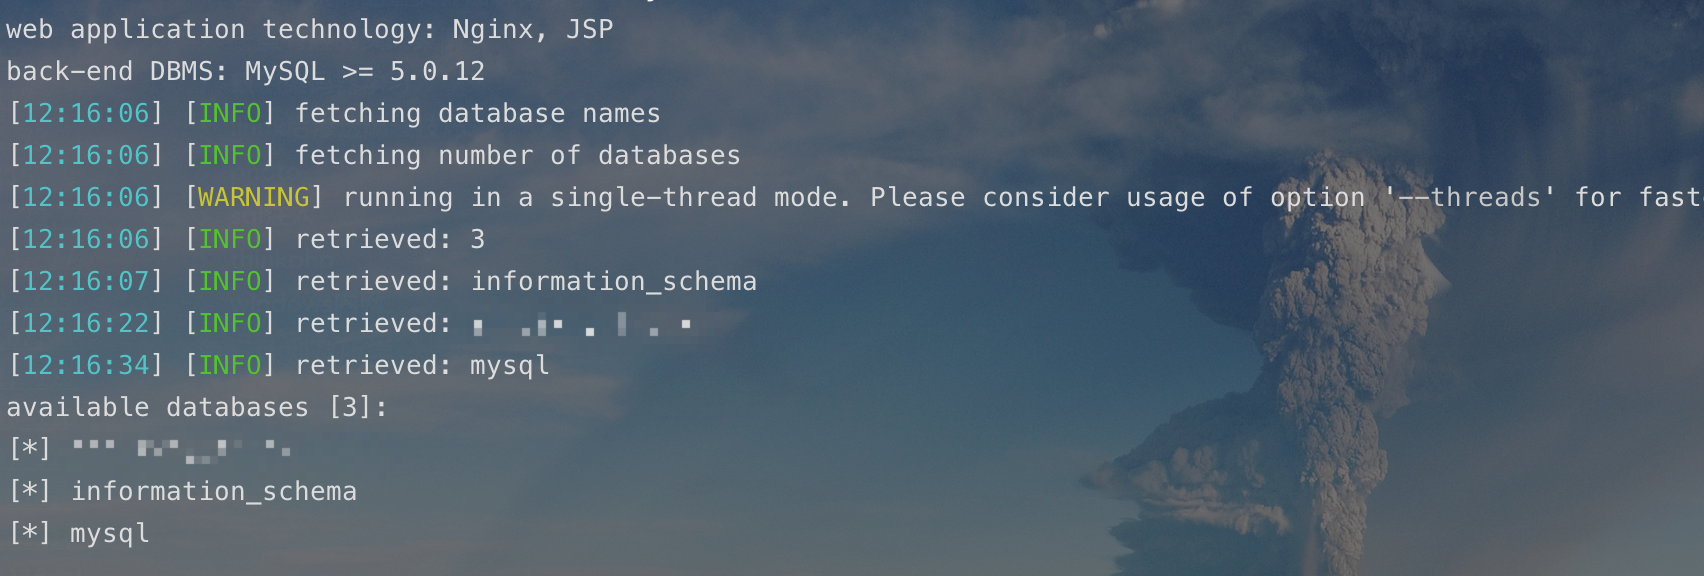 web application technology: Nginx, JSP
back-end DBMS: MySQL >= 5.0.12
[12:16:06] [INFO] fetching database names
[12:16:06] [INFO] fetching number of databases
[12:16:06] [WARNING] running in a single-thread mode. Please consider usage of option '--threads' for
[12:16:06] [INFO] retrieved: 3
[12:16:07] [INFO] retrieved: information_schema
[12:16:22] [INFO] retrieved:
[12:16:34] [INFO] retrieved: mysql
available databases [3]:
[*]
[*] information_schema
[*] mysql